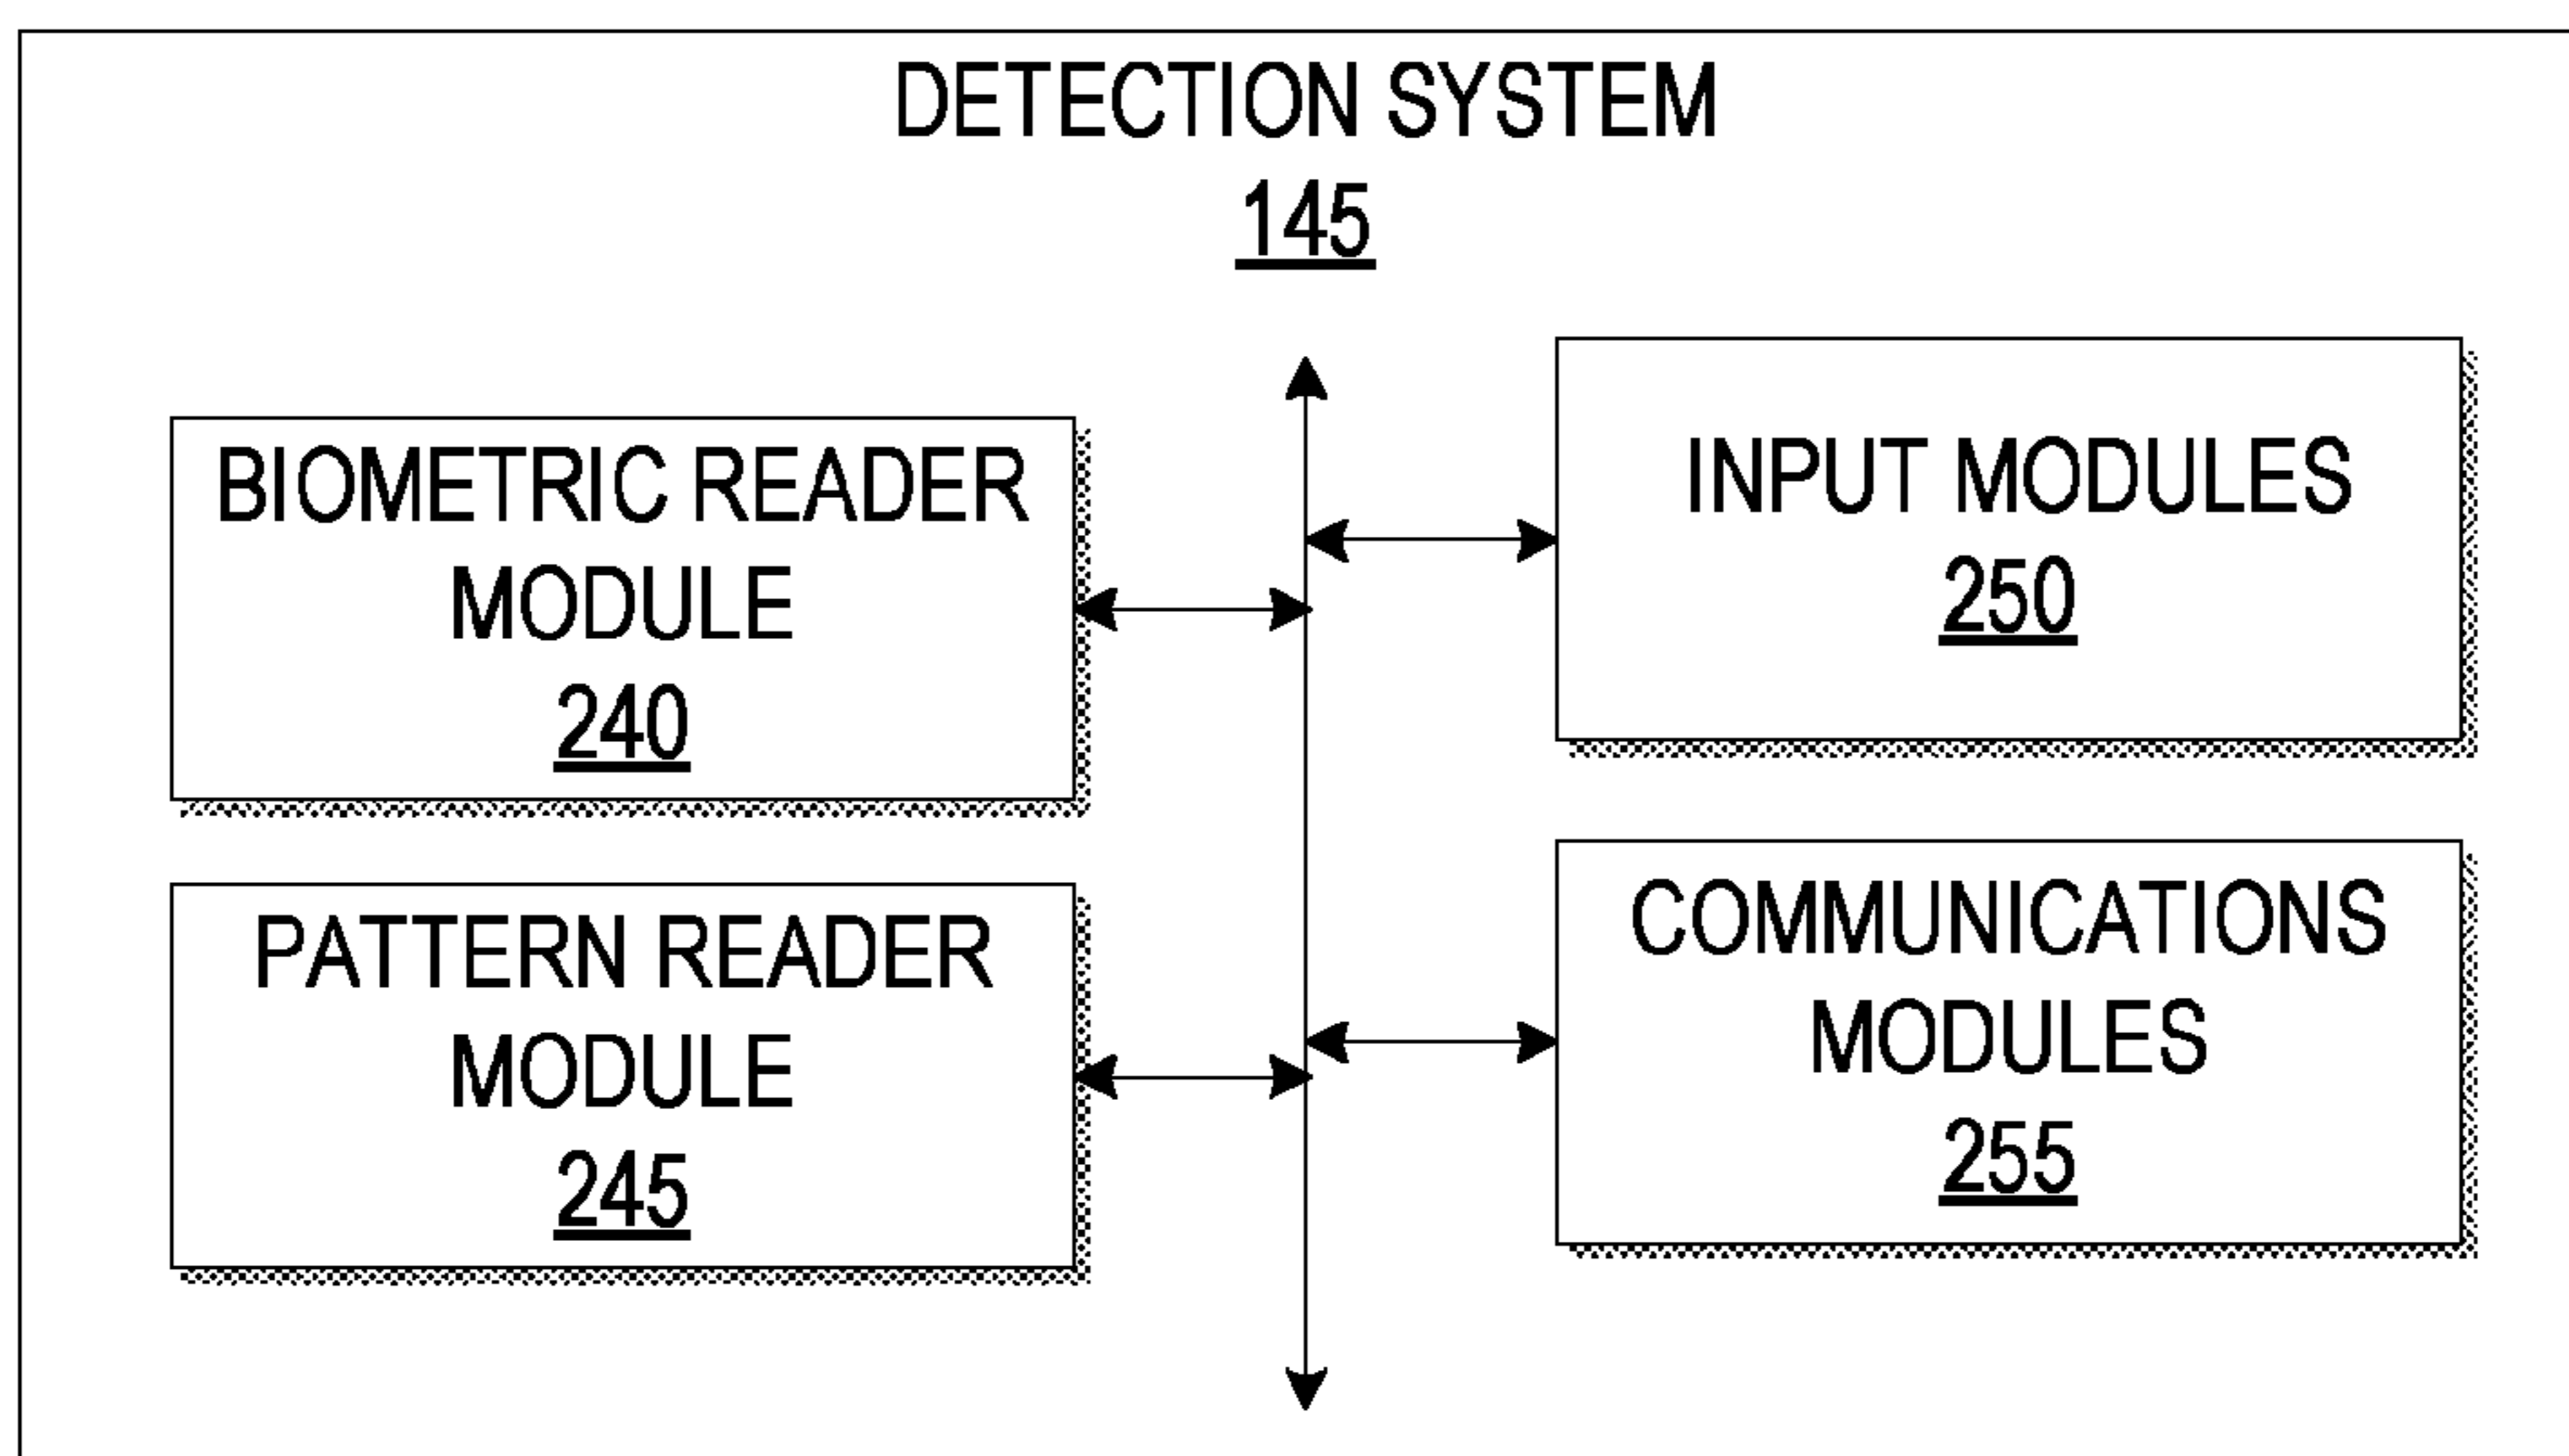 DETECTION SYSTEM
145
BIOMETRIC READER
MODULE
240
INPUT MODULES
250
PATTERN READER
MODULE
245
COMMUNICATIONS
MODULES
255